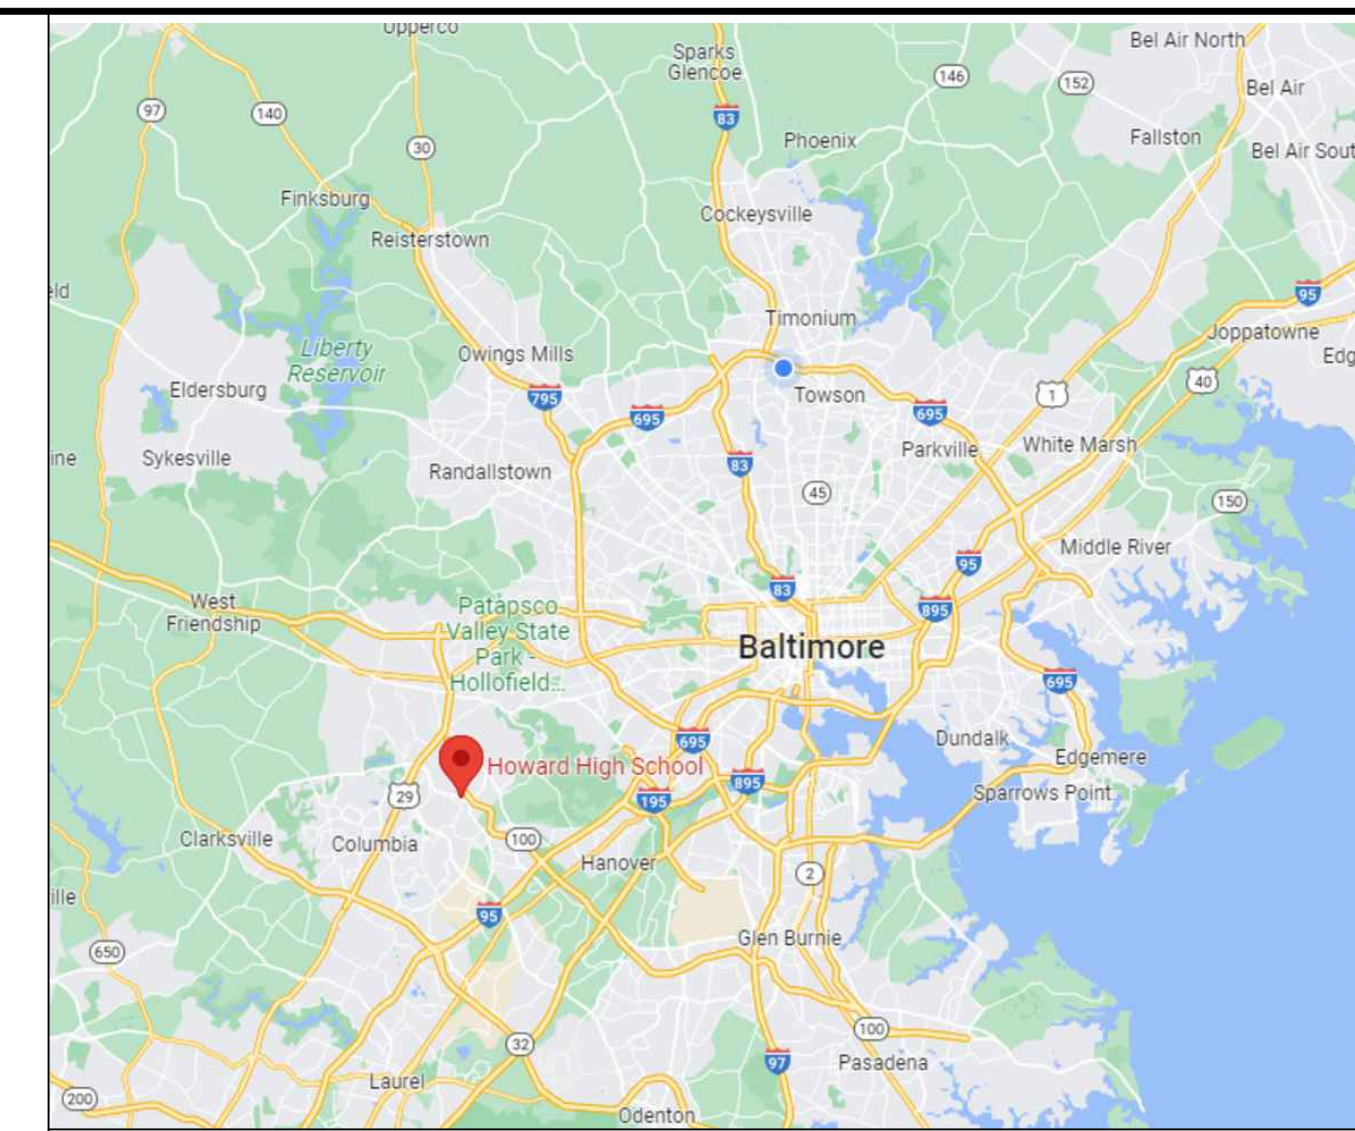 Upperco
Sparks
Glencoe
Bel Air North
146
152
Bel Air
97
140
83
Fallston
30
Phoenix
Bel Air Sout
Finksburg
Cockeysville
Reisterstown
eld
95
Timonium
Joppatowne
Liberty
Reservoir
Owings Mills
Edg
Eldersburg
795
Towson
1
40
695
695
ine
Sykesville
Randallstown
83
Parkville
White Marsh
45
150
Middle River
95
83
West
Friendship
Patapsco
Valley State
Park -
Hollofield...
895
Baltimore
695
695
Dundalk
Edgemere
Howard High School
895
195
Sparrows Point
29
Clarksville
Columbia
100
Hanover
2
ille
95
Glen Burnie
650
100
32
97
Pasadena
Laurel
200
Odenton